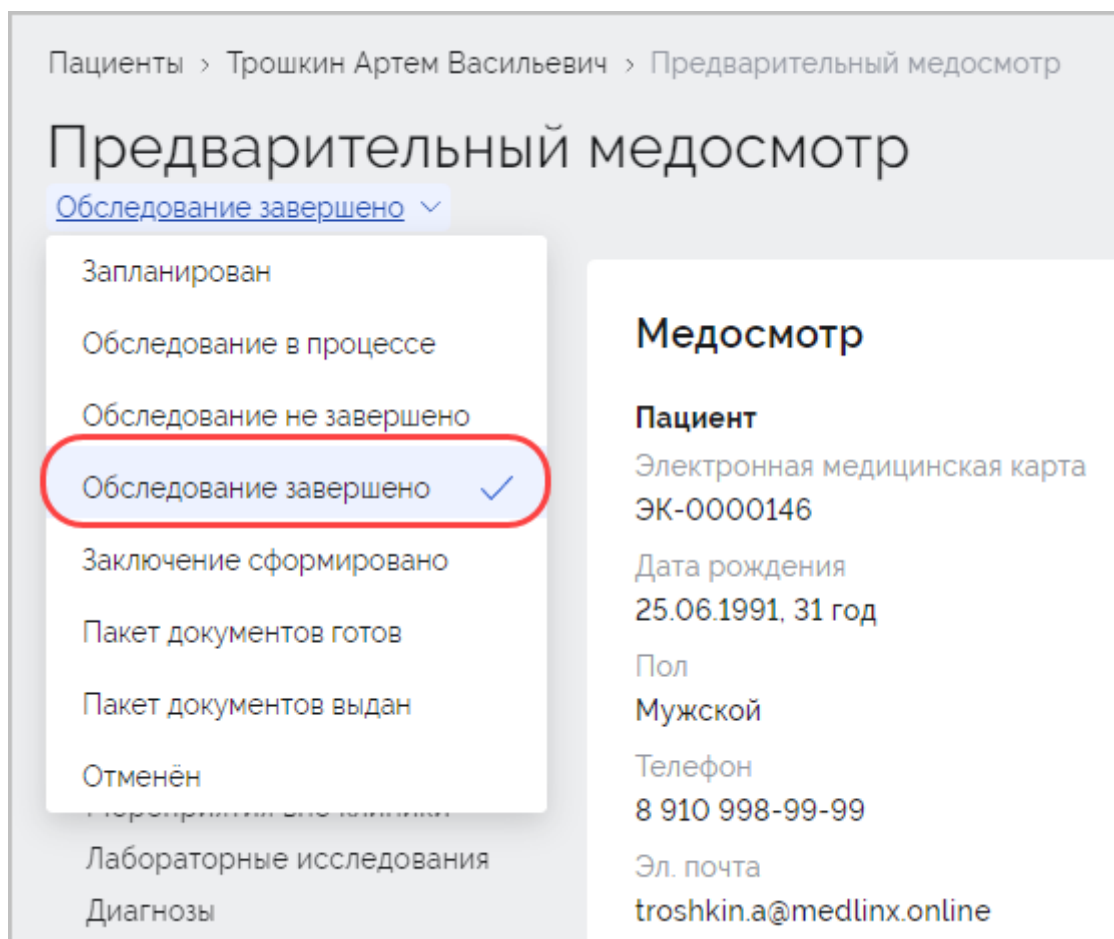 Пациенты > Трошкин Артем Васильевич > Предварительный медосмотр
Предварительный медосмотр
Обследование завершено
Запланирован
Обследование в процессе
Обследование не завершено
Обследование завершено
Заключение сформировано
Пакет документов готов
Пакет документов выдан
Отменён
Лабораторные исследования
Диагнозы
Медосмотр
Пациент
Электронная медицинская карта
ЭК-0000146
Дата рождения
25.06.1991, 31 год
Пол
Мужской
Телефон
8 910 998-99-99
Эл. почта
troshkin.a@medlinx.online